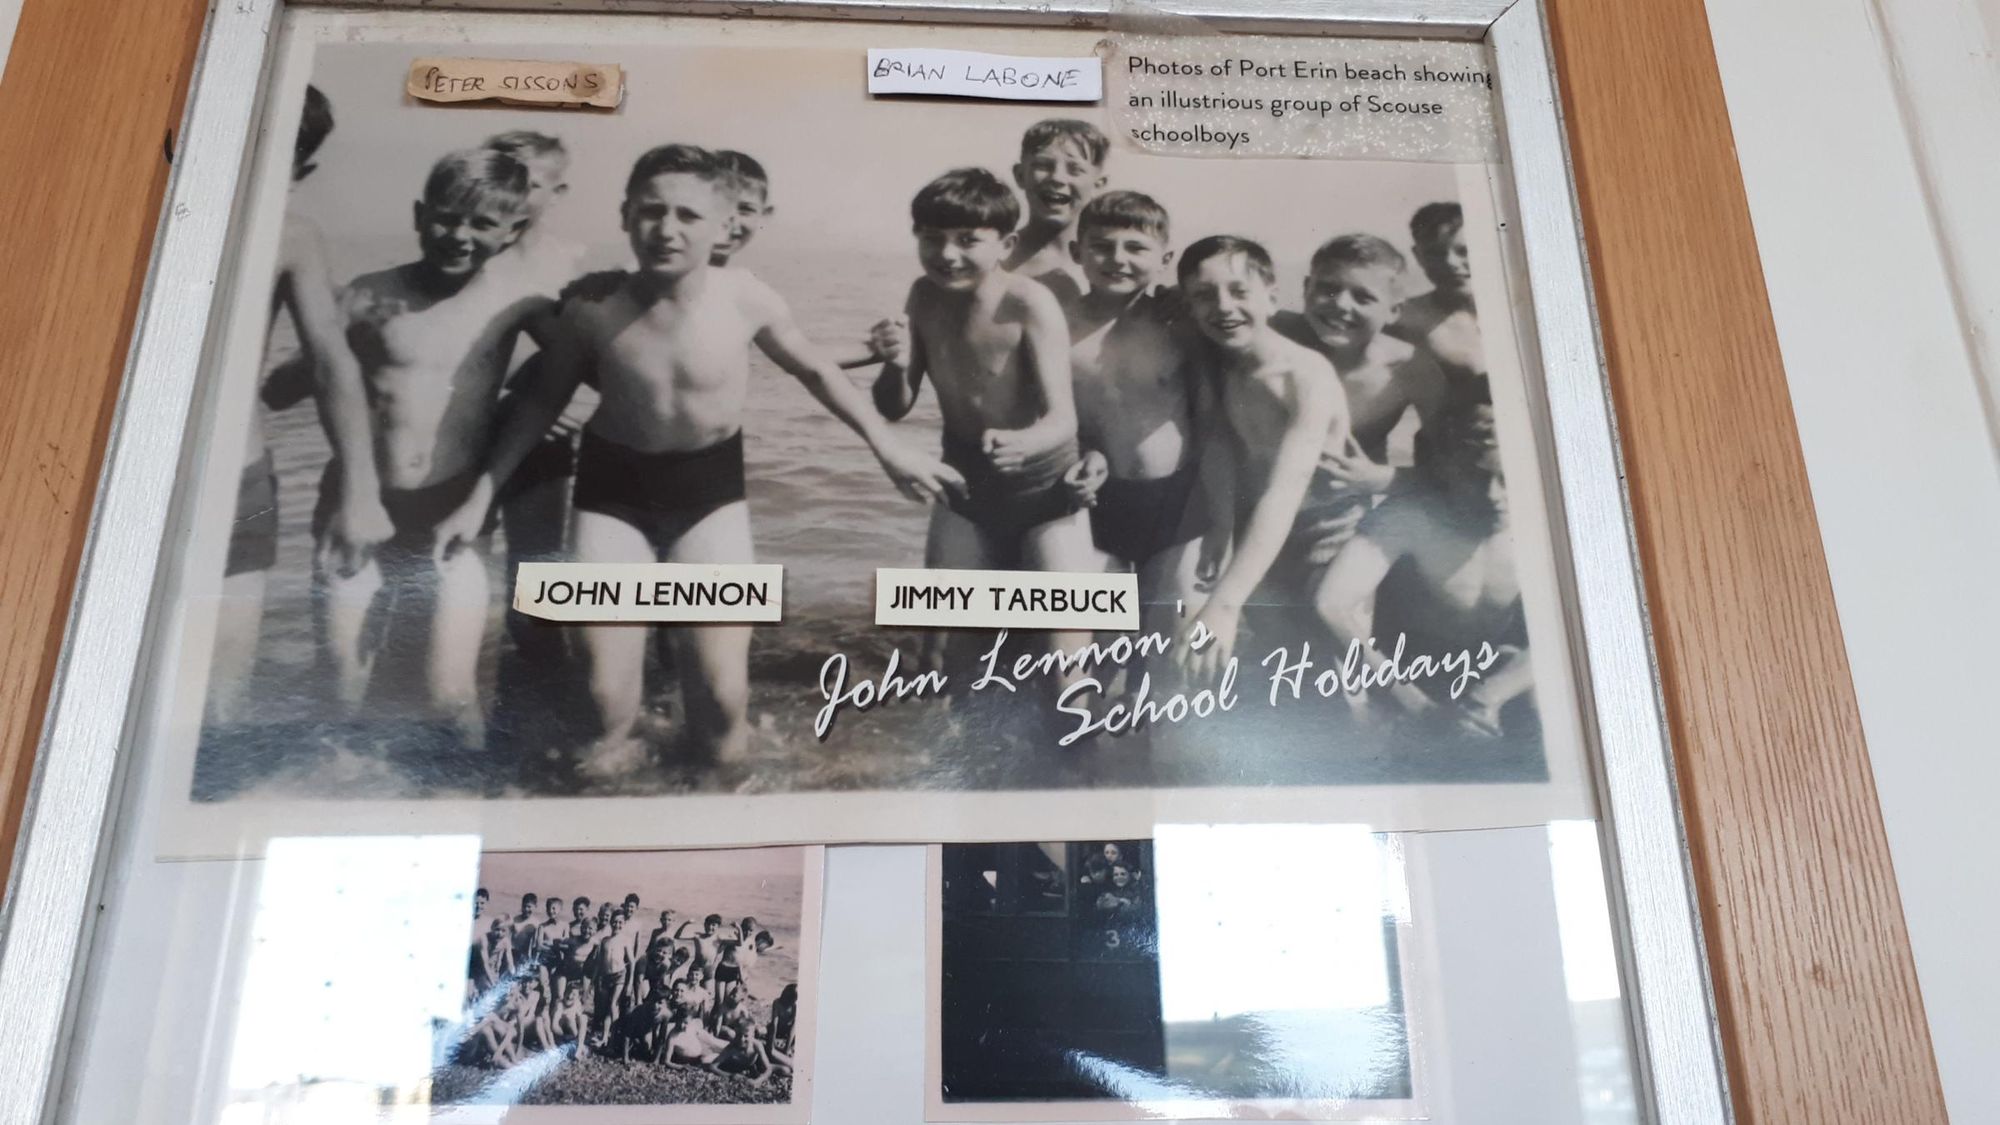 PETER SISSONS
BRIAN LABONE
Photos of Port Erin beach showing
an illustrious group of Scouse
schoolboys
JOHN LENNON
JIMMY TARBUCK
John Lennon's
School Holidays
3